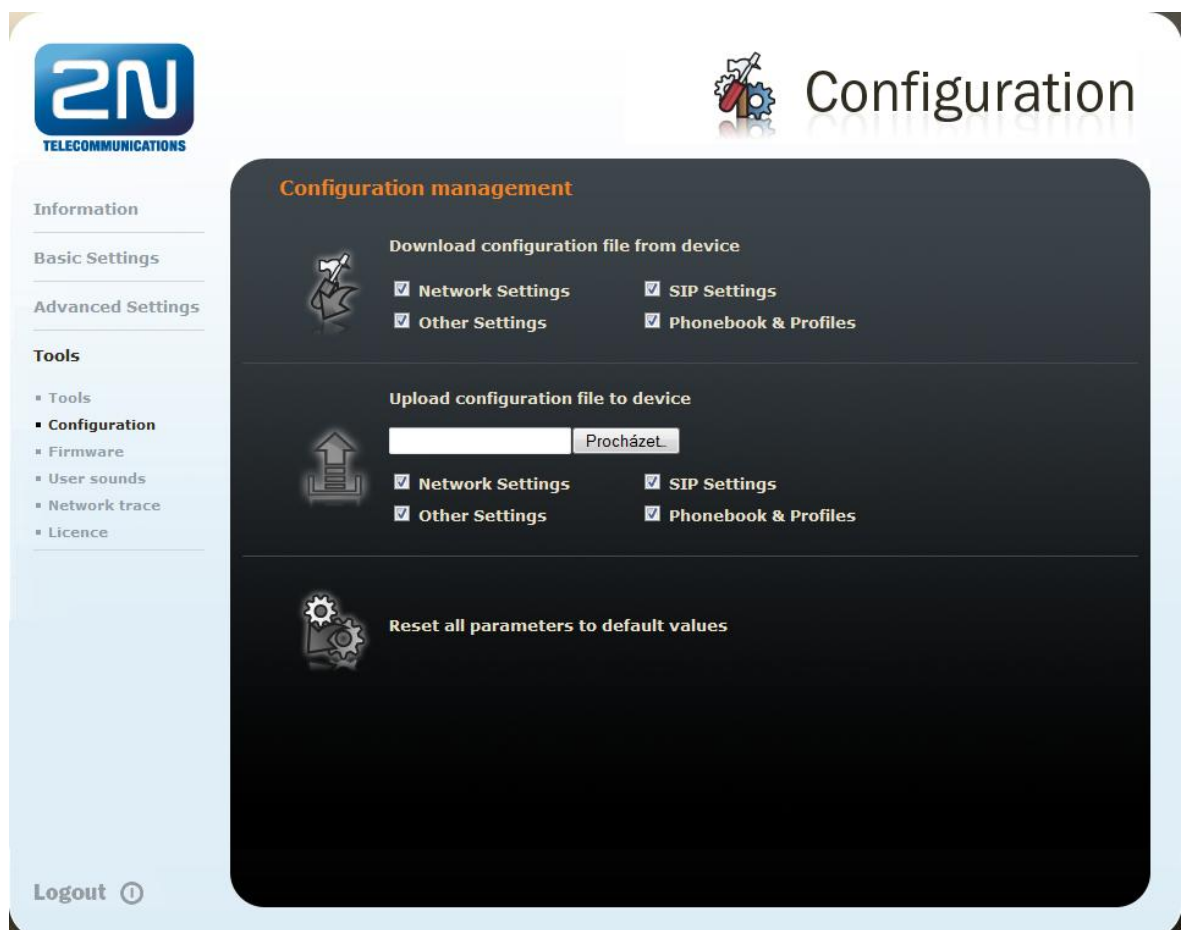 2N
TELECOMMUNICATIONS
Configuration
Information
Basic Settings
Advanced Settings
Tools
Tools
Configuration
Firmware
User sounds
Network trace
Licence
Logout
Configuration management
Download configuration file from device
Network Settings SIP Settings
Other Settings Phonebook & Profiles
Upload configuration file to device
Procházet..
Network Settings SIP Settings
Other Settings Phonebook & Profiles
Reset all parameters to default values